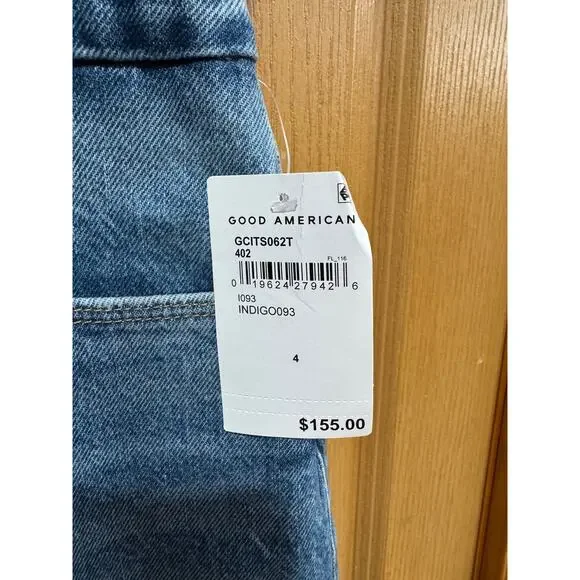 GOOD AMERICAN
GCITS062T
402
FL_116
0 19624 27942 6
I093
INDIGO093
4
$155.00